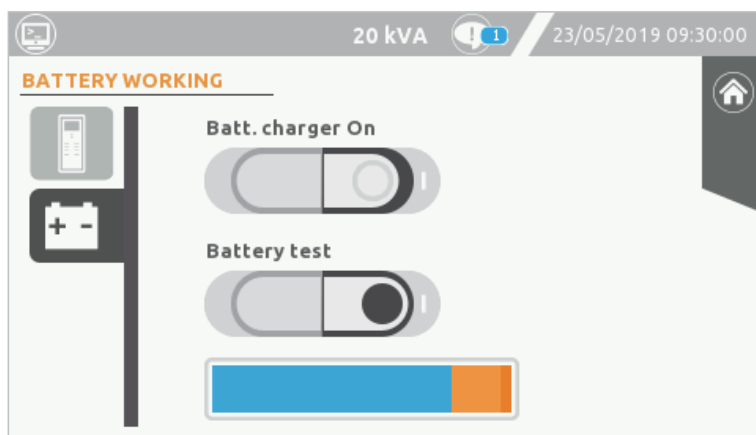 20 kVA
1
23/05/2019 09:30:00
BATTERY WORKING
Batt. charger On
Battery test